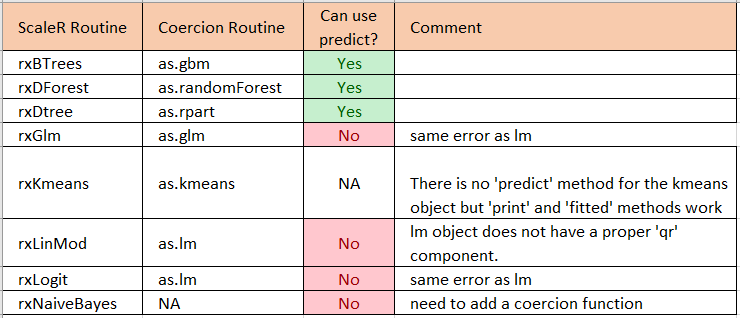 ScaleR Routine Coercion Routine Can use predict? Comment
rxBTrees as.gbm Yes
rxDForest as.randomForest Yes
rxDtree as.rpart Yes
rxGlm as.glm No same error as lm
rxKmeans as.kmeans NA There is no 'predict' method for the kmeans
object but 'print' and 'fitted' methods work
rxLinMod as.lm No lm object does not have a proper 'qr'
component.
rxLogit as.lm No same error as lm
rxNaiveBayes NA No need to add a coercion function